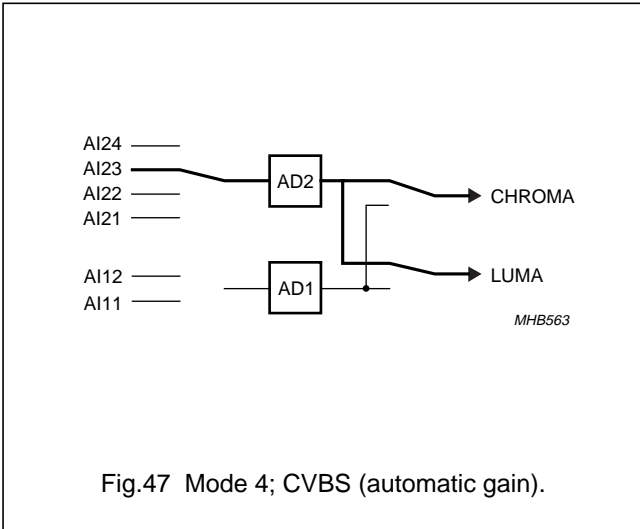 AI24
AI23
AI22
AI21
AD2
CHROMA
AI12
AI11
AD1
LUMA
MHB563
Fig.47 Mode 4; CVBS (automatic gain).